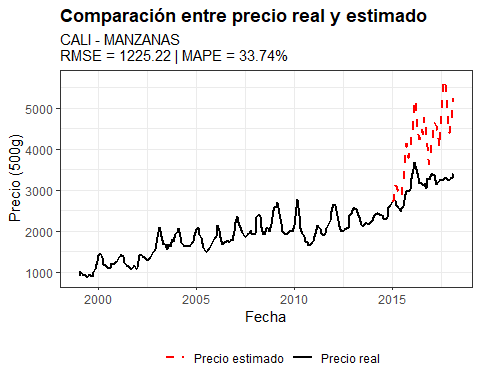 Comparación entre precio real y estimado
CALI - MANZANAS
RMSE = 1225.22 | MAPE = 33.74%
Precio (500g)
5000
4000
3000
2000
1000
2000
2005
2010
2015
Fecha
Precio estimado
Precio real